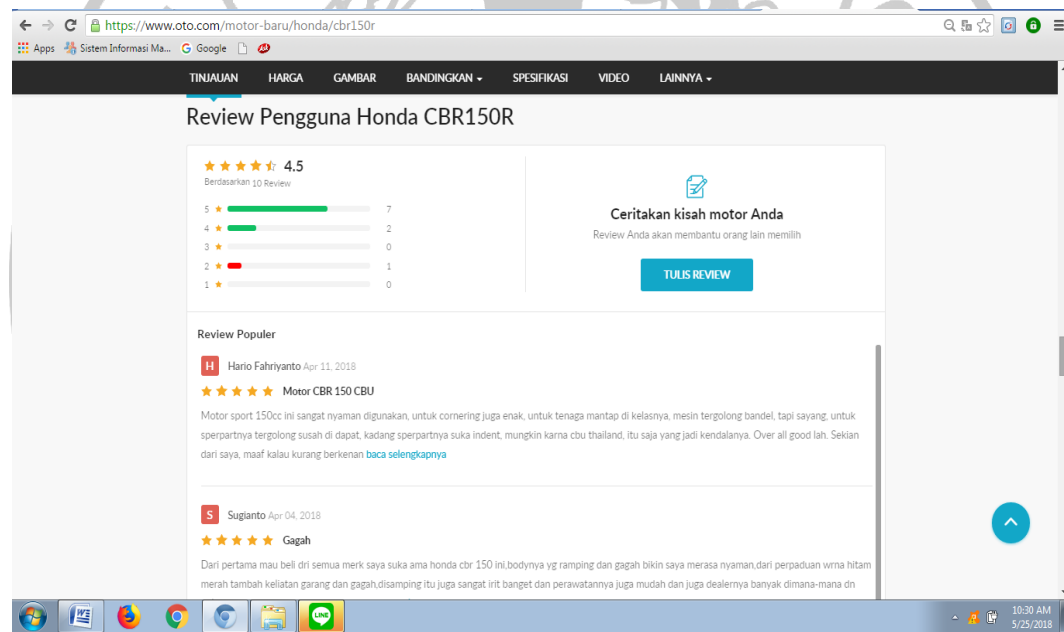 https://www.oto.com/motor-baru/honda/cbr150r
Apps Sistem Informasi Ma... Google
TINJAUAN HARGA GAMBAR BANDINGKAN SPESIFIKASI VIDEO LAINNYA
Review Pengguna Honda CBR150R
4.5
Berdasarkan 10 Review
5 7
4 2
3 0
2 1
1 0
Ceritakan kisah motor Anda
Review Anda akan membantu orang lain memilih
TULIS REVIEW
Review Populer
H Hario Fahriyanto Apr 11, 2018
Motor CBR 150 CBU
Motor sport 150cc ini sangat nyaman digunakan, untuk cornering juga enak, untuk tenaga mantap di kelasnya, mesin tergolong bandel, tapi sayang, untuk
sperpartnya tergolong susah di dapat, kadang sperpartnya suka indent, mungkin karna cbu thailand, itu saja yang jadi kendalanya. Over all good lah. Sekian
dari saya, maaf kalau kurang berkenan baca selengkapnya
S Sugianto Apr 04, 2018
Gagah
Dari pertama mau beli dri semua merk saya suka ama honda cbr 150 ini,bodynya yg ramping dan gagah bikin saya merasa nyaman,dari perpaduan wrna hitam
merah tambah keliatan garang dan gagah,disamping itu juga sangat irit banget dan perawatannya juga mudah dan juga dealernya banyak dimana-mana dn
LINE
10:30 AM
5/25/2018